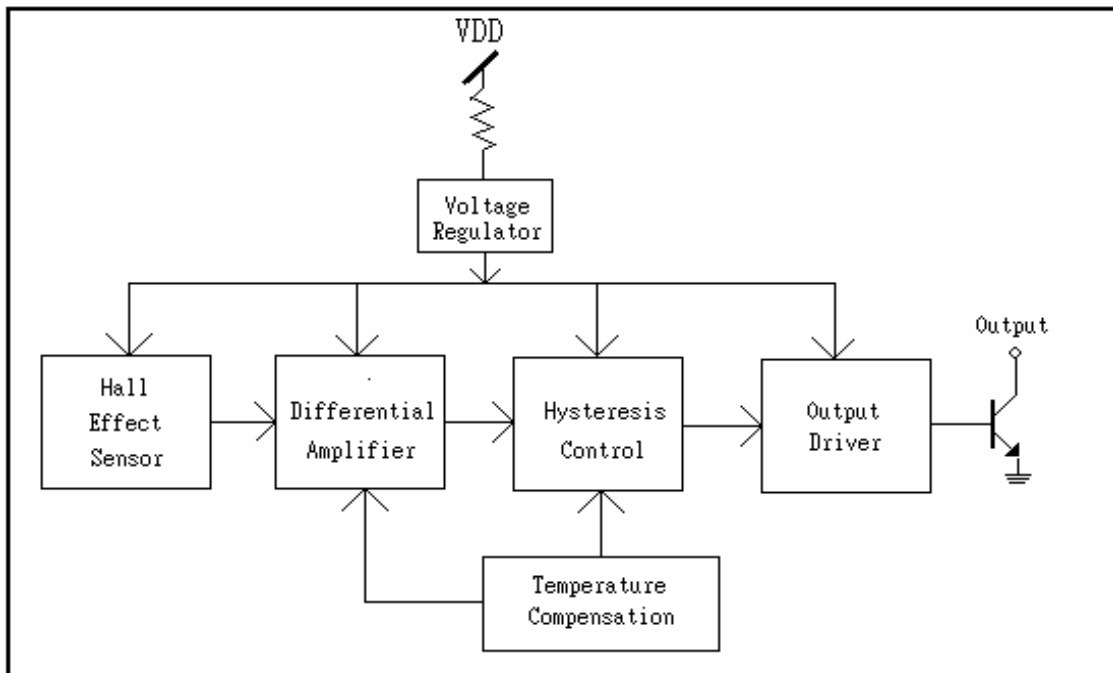 VDD
Voltage
Regulator
Output
Hall
Effect
Sensor
Differential
Amplifier
Hysteresis
Control
Output
Driver
Temperature
Compensation